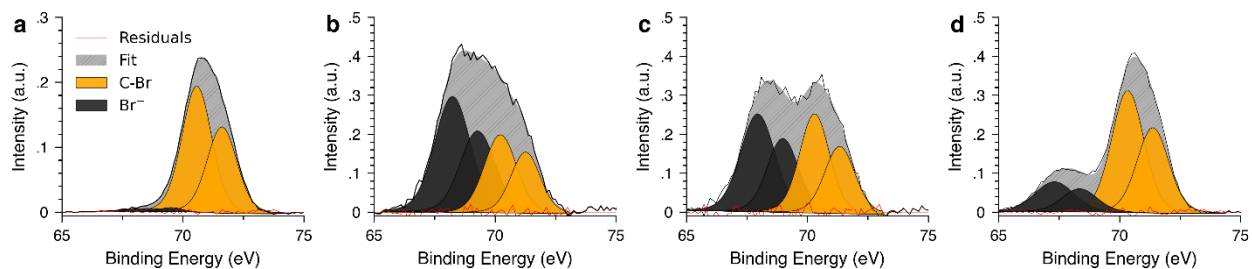 a
.3
.2
.1
0
Intensity (a.u.)
Residuals
Fit
C-Br
Br⁻
65 70 75
Binding Energy (eV)
b
.5
.4
.3
.2
.1
0
Intensity (a.u.)
65 70 75
Binding Energy (eV)
c
.5
.4
.3
.2
.1
0
Intensity (a.u.)
65 70 75
Binding Energy (eV)
d
.5
.4
.3
.2
.1
0
Intensity (a.u.)
65 70 75
Binding Energy (eV)